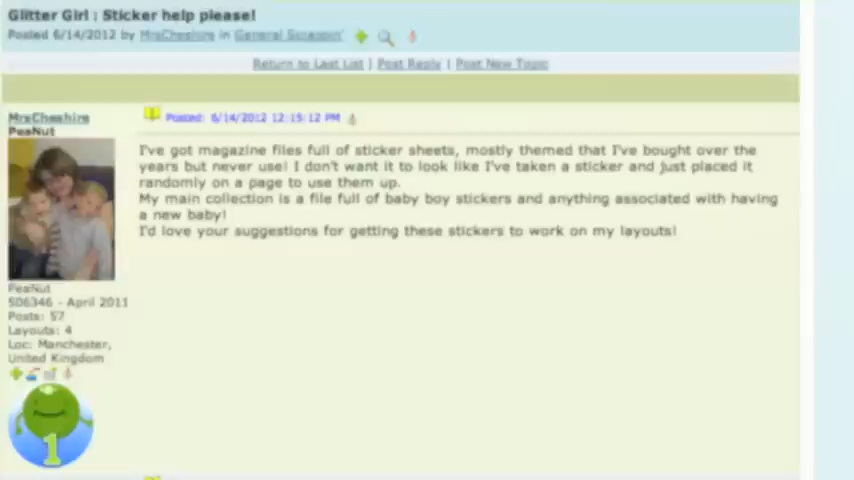 Glitter Girl : Sticker help please!
Posted 6/14/2012 by MrsCheshire in General Scrappin'
Return to Last List | Post Reply | Post New Topic
MrsCheshire
PeaNut
Posted: 6/14/2012 12:15:12 PM
I've got magazine files full of sticker sheets, mostly themed that I've bought over the
years but never use! I don't want it to look like I've taken a sticker and just placed it
randomly on a page to use them up.
My main collection is a file full of baby boy stickers and anything associated with having
a new baby!
I'd love your suggestions for getting these stickers to work on my layouts!
PeaNut
506346 - April 2011
Posts: 57
Layouts: 4
Loc: Manchester,
United Kingdom
1